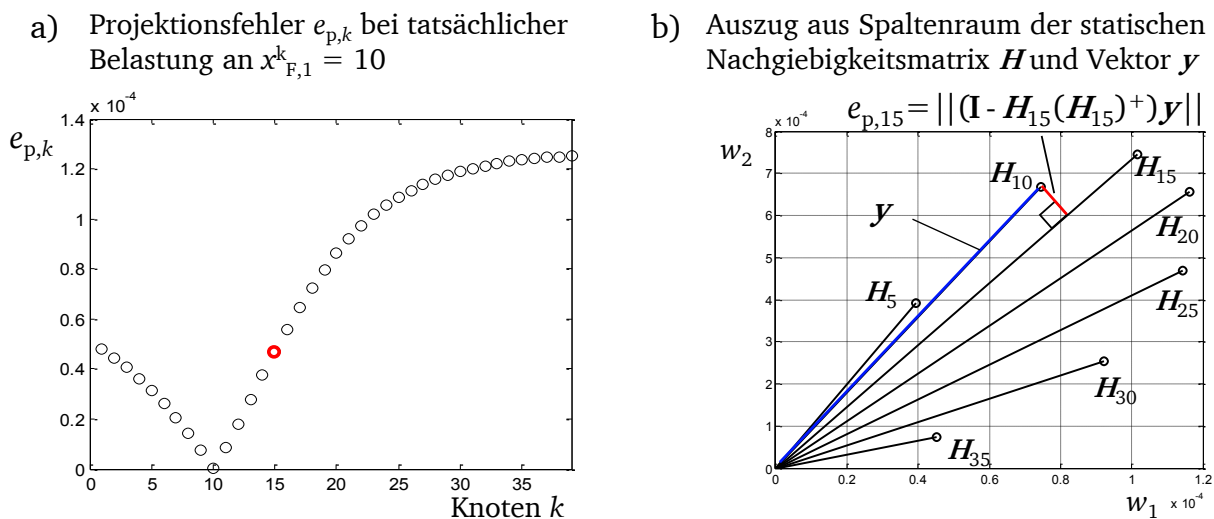 a) Projektionsfehler e_p,k bei tatsächlicher
Belastung an x^k_F,1 = 10
x 10^-4
1.4
e_p,k
1.2
1
0.8
0.6
0.4
0.2
0
0 5 10 15 20 25 30 35
Knoten k
b) Auszug aus Spaltenraum der statischen
Nachgiebigkeitsmatrix H und Vektor y
e_p,15 = ||(I - H_15(H_15)^+)y||
x 10^-4
8
w_2
7
6
5
4
3
2
1
0
H_10
H_15
y
H_20
H_5
H_25
H_30
H_35
0 0.2 0.4 0.6 0.8 1 1.2
w_1 x 10^-4